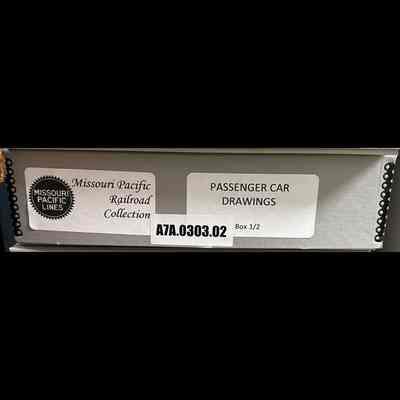 MISSOURI
PACIFIC
LINES
Missouri Pacific
Railroad
Collection
PASSENGER CAR
DRAWINGS
Box 1/2
A7A.0303.02